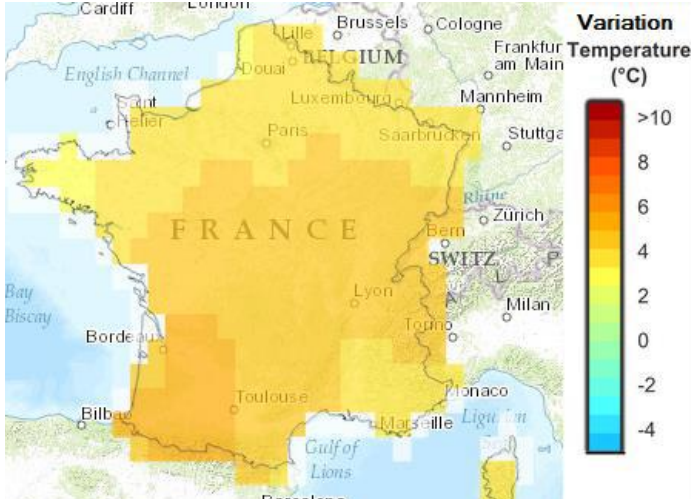 Cardiff
London
Brussels
Cologne
Lille
BELGIUM
Frankfur
am Main
Douai
English Channel
Luxembourg
Mannheim
Helier
Saarbrucken
Paris
Stuttga
Rhine
Zürich
FRANCE
Bern
SWITZ
A L P
Bay
Biscay
Lyon
Milan
Torino
Bordeaux
Toulouse
Monaco
Bilbao
Marseille
Ligurian
Gulf of
Lions
Barcelona
Variation
Temperature
(°C)
>10
8
6
4
2
0
-2
-4